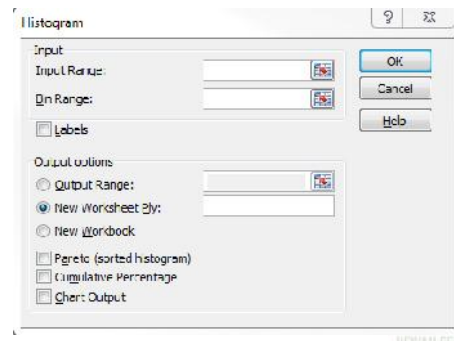 Histogram
Input
Input Range:
Bin Range:
Labels
OK
Cancel
Help
Output options
Output Range:
New Worksheet Ply:
New Workbook
Pareto (sorted histogram)
Cumulative Percentage
Chart Output